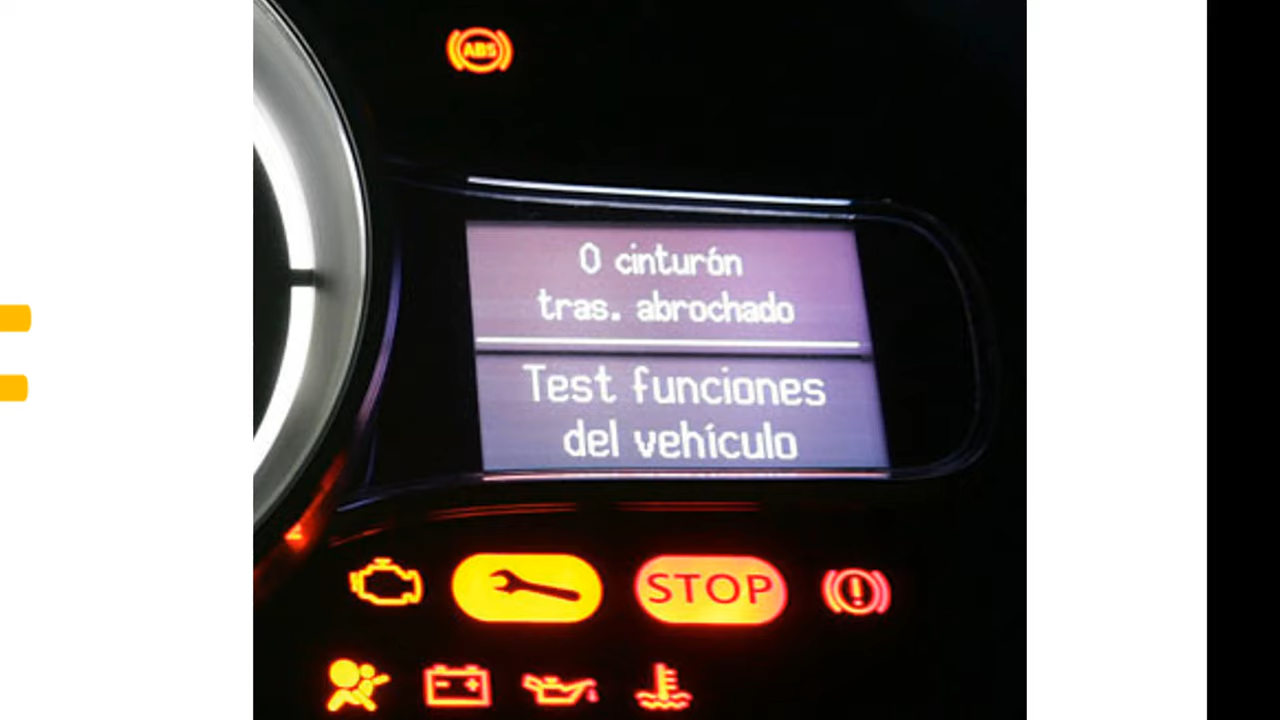 ABS
0 cinturón
tras. abrochado
Test funciones
del vehículo
STOP